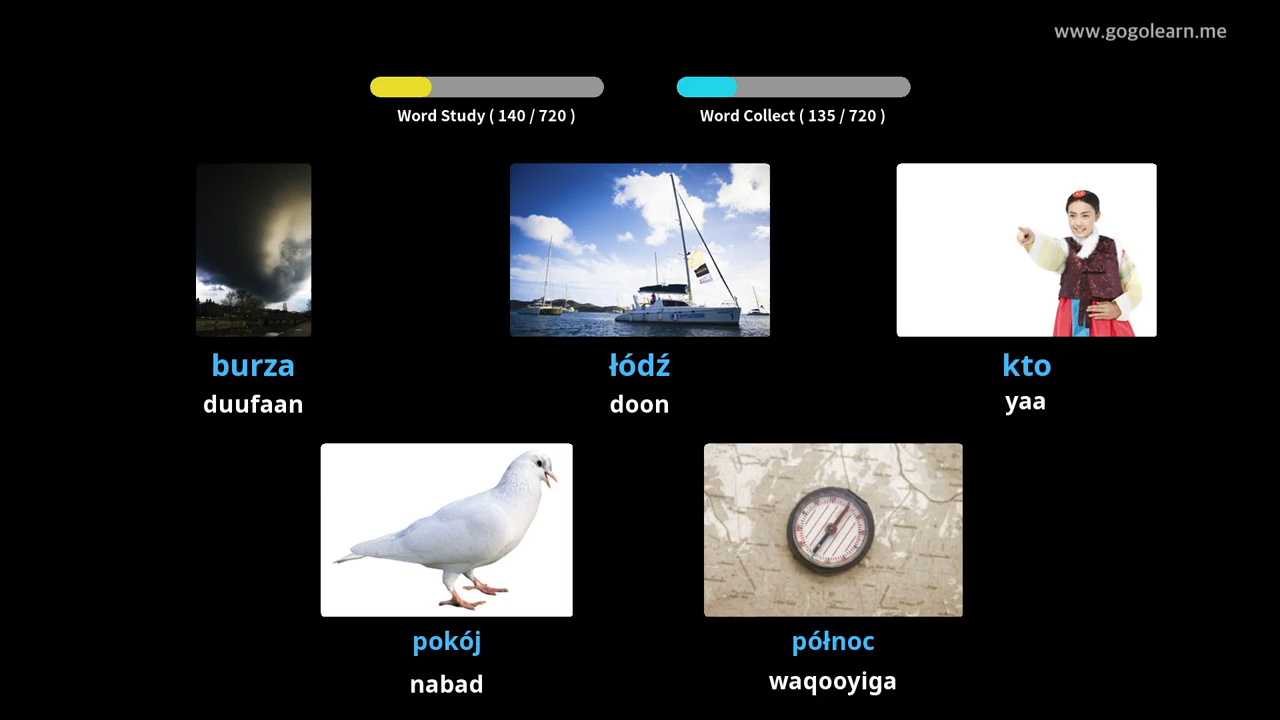 www.gogolearn.me
Word Study ( 140 / 720 )
Word Collect ( 135 / 720 )
burza
duufaan
łódź
doon
kto
yaa
pokój
nabad
północ
waqooyiga